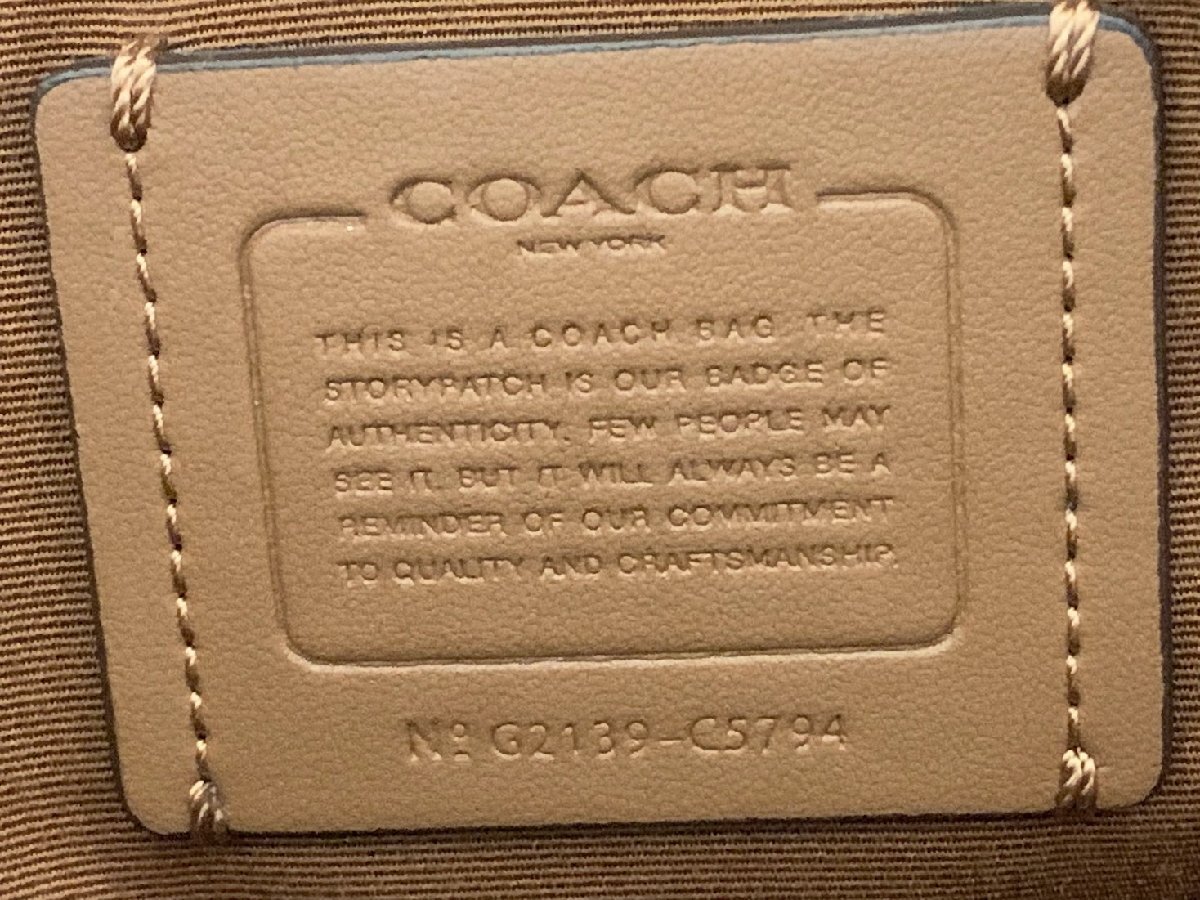 COACH
NEW YORK
THIS IS A COACH BAG. THE
STORYPATCH IS OUR BADGE OF
AUTHENTICITY. FEW PEOPLE MAY
SEE IT. BUT IT WILL ALWAYS BE A
REMINDER OF OUR COMMITMENT
TO QUALITY AND CRAFTSMANSHIP.
Nº G2139-C5794